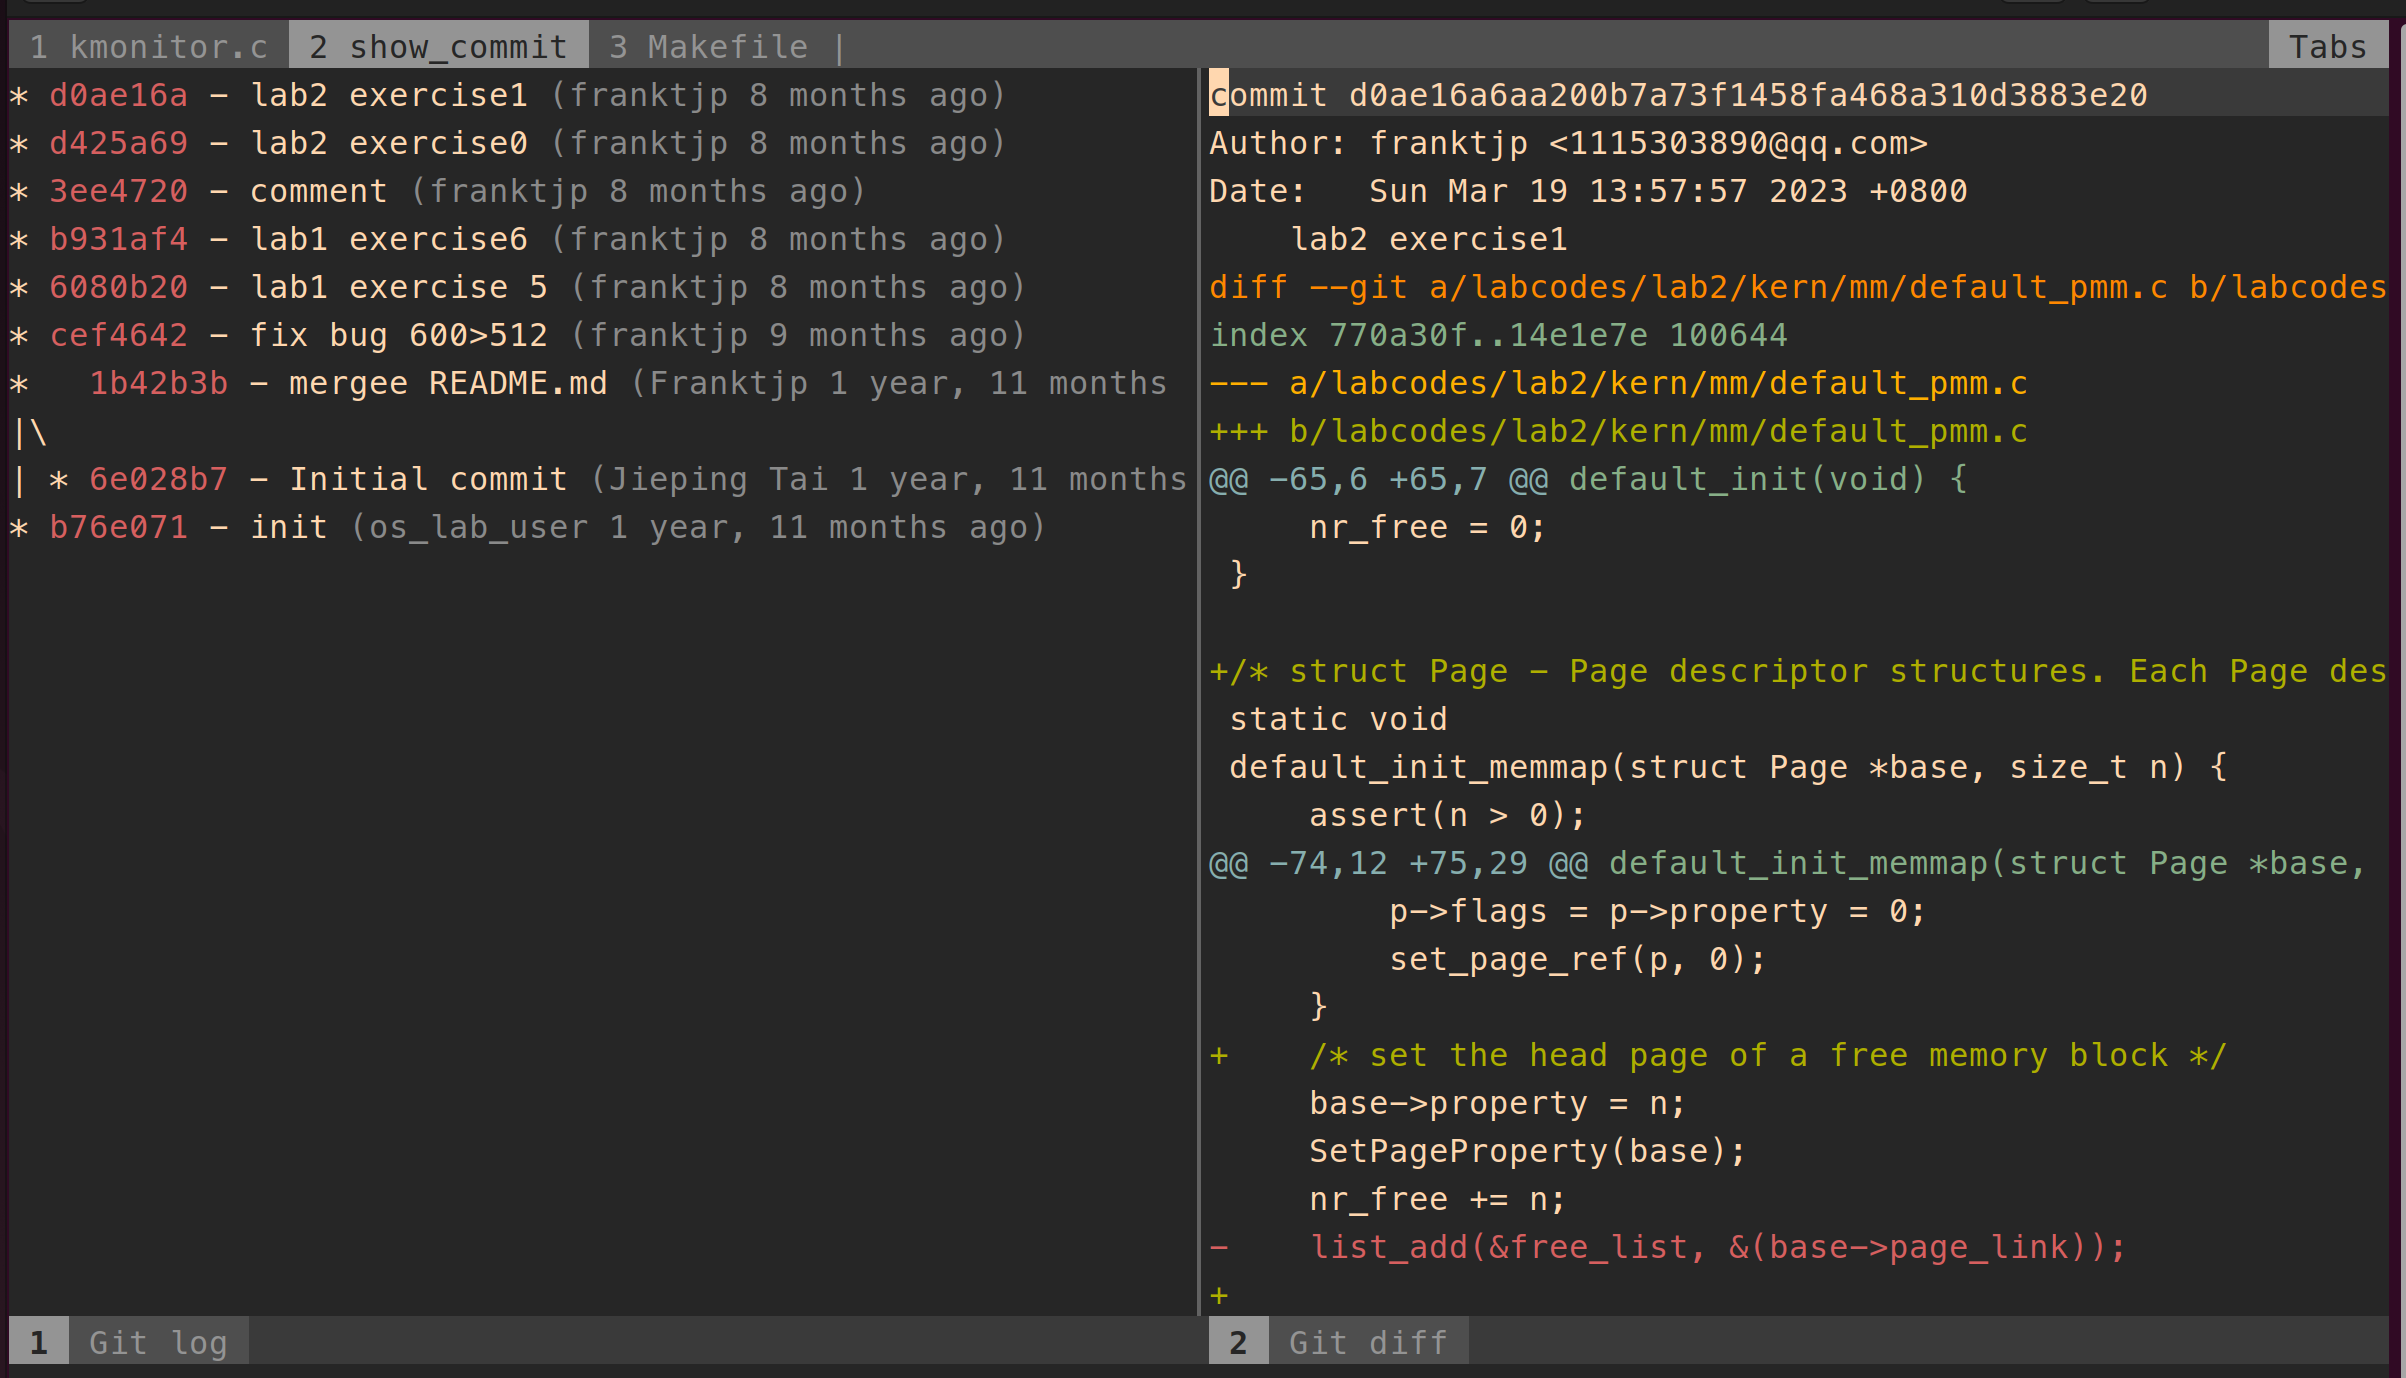 1 kmonitor.c 2 show_commit 3 Makefile | Tabs
* d0ae16a - lab2 exercise1 (franktjp 8 months ago)
* d425a69 - lab2 exercise0 (franktjp 8 months ago)
* 3ee4720 - comment (franktjp 8 months ago)
* b931af4 - lab1 exercise6 (franktjp 8 months ago)
* 6080b20 - lab1 exercise 5 (franktjp 8 months ago)
* cef4642 - fix bug 600>512 (franktjp 9 months ago)
*   1b42b3b - mergee README.md (Franktjp 1 year, 11 months
|\
| * 6e028b7 - Initial commit (Jieping Tai 1 year, 11 months
* b76e071 - init (os_lab_user 1 year, 11 months ago)
commit d0ae16a6aa200b7a73f1458fa468a310d3883e20
Author: franktjp <1115303890@qq.com>
Date:   Sun Mar 19 13:57:57 2023 +0800
    lab2 exercise1
diff --git a/labcodes/lab2/kern/mm/default_pmm.c b/labcodes
index 770a30f..14e1e7e 100644
--- a/labcodes/lab2/kern/mm/default_pmm.c
+++ b/labcodes/lab2/kern/mm/default_pmm.c
@@ -65,6 +65,7 @@ default_init(void) {
     nr_free = 0;
 }
+/* struct Page - Page descriptor structures. Each Page des
 static void
 default_init_memmap(struct Page *base, size_t n) {
     assert(n > 0);
@@ -74,12 +75,29 @@ default_init_memmap(struct Page *base,
         p->flags = p->property = 0;
         set_page_ref(p, 0);
     }
+    /* set the head page of a free memory block */
     base->property = n;
     SetPageProperty(base);
     nr_free += n;
-    list_add(&free_list, &(base->page_link));
+
1 Git log
2 Git diff